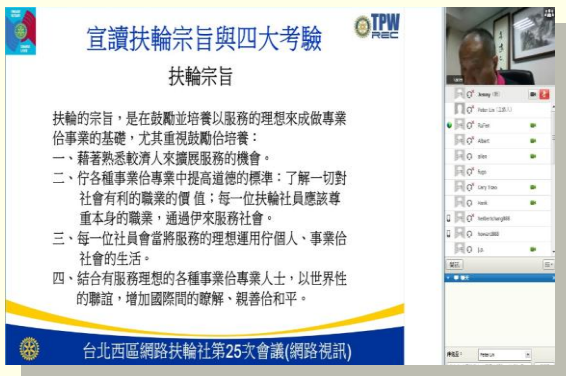 宣讀扶輪宗旨與四大考驗
TPW
REC
扶輪宗旨
扶輪的宗旨，是在鼓勵並培養以服務的理想來成做專業
佮事業的基礎，尤其重視鼓勵佮培養：
一、藉著熟悉較濟人來擴展服務的機會。
二、佇各種事業佮專業中提高道德的標準：了解一切對
社會有利的職業的價 值；每一位扶輪社員應該尊
重本身的職業，通過伊來服務社會。
三、每一位社員會當將服務的理想運用佇個人、事業佮
社會的生活。
四、結合有服務理想的各種事業佮專業人士，以世界性
的聯誼，增加國際間的瞭解、親善佮和平。
台北西區網路扶輪社第25次會議(網路視訊)
Jimmy
Peter Lin
RaFen
Albert
allen
Gary Tsao
Hank
herbertchang888
howard888
Peter Lin